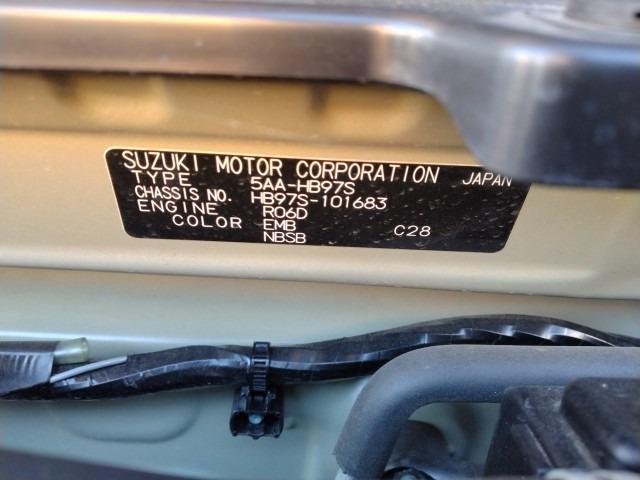 SUZUKI MOTOR CORPORATION JAPAN
TYPE 5AA-HB97S
CHASSIS NO. HB97S-101683
ENGINE R06D
COLOR EMB C28
NBSB